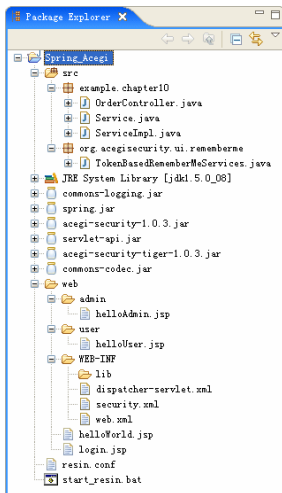 Package Explorer
Spring_Acegi
src
example.chapter10
OrderController.java
Service.java
ServiceImpl.java
org.acegisecurity.ui.rememberme
TokenBasedRememberMeServices.java
JRE System Library [jdk1.5.0_08]
commons-logging.jar
spring.jar
acegi-security-1.0.3.jar
servlet-api.jar
acegi-security-tiger-1.0.3.jar
commons-codec.jar
web
admin
helloAdmin.jsp
user
helloUser.jsp
WEB-INF
lib
dispatcher-servlet.xml
security.xml
web.xml
helloWorld.jsp
login.jsp
resin.conf
start_resin.bat